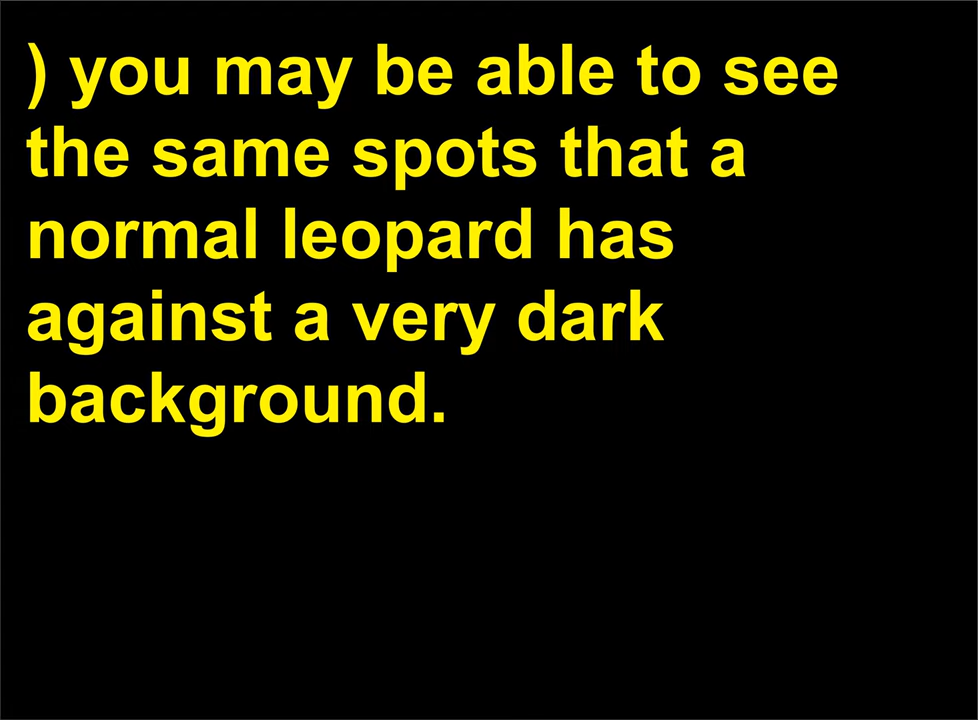 ) you may be able to see
the same spots that a
normal leopard has
against a very dark
background.